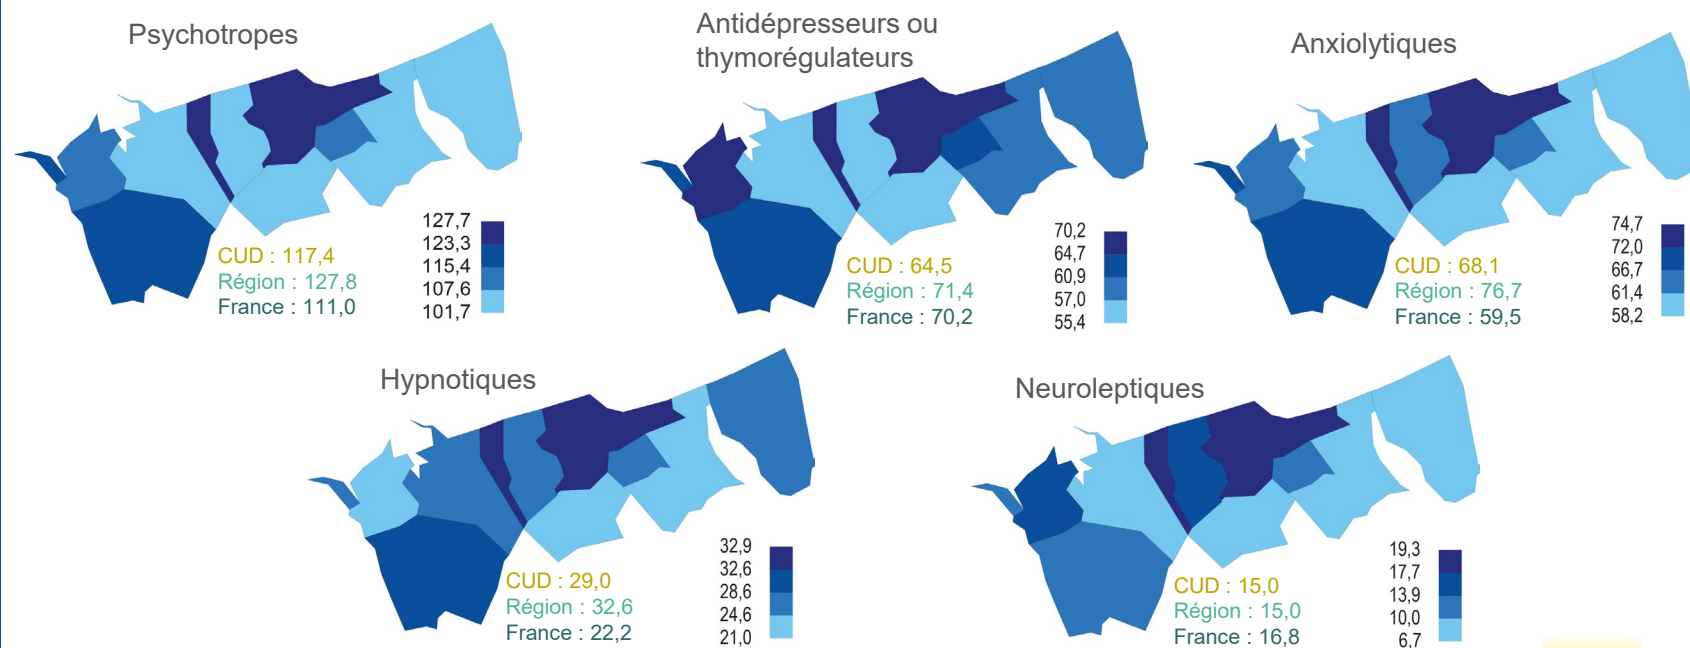 Psychotropes
127,7
123,3
115,4
107,6
101,7
CUD : 117,4
Région : 127,8
France : 111,0
Antidépresseurs ou
thymorégulateurs
70,2
64,7
60,9
57,0
55,4
CUD : 64,5
Région : 71,4
France : 70,2
Anxiolytiques
74,7
72,0
66,7
61,4
58,2
CUD : 68,1
Région : 76,7
France : 59,5
Hypnotiques
32,9
32,6
28,6
24,6
21,0
CUD : 29,0
Région : 32,6
France : 22,2
Neuroleptiques
19,3
17,7
13,9
10,0
6,7
CUD : 15,0
Région : 15,0
France : 16,8